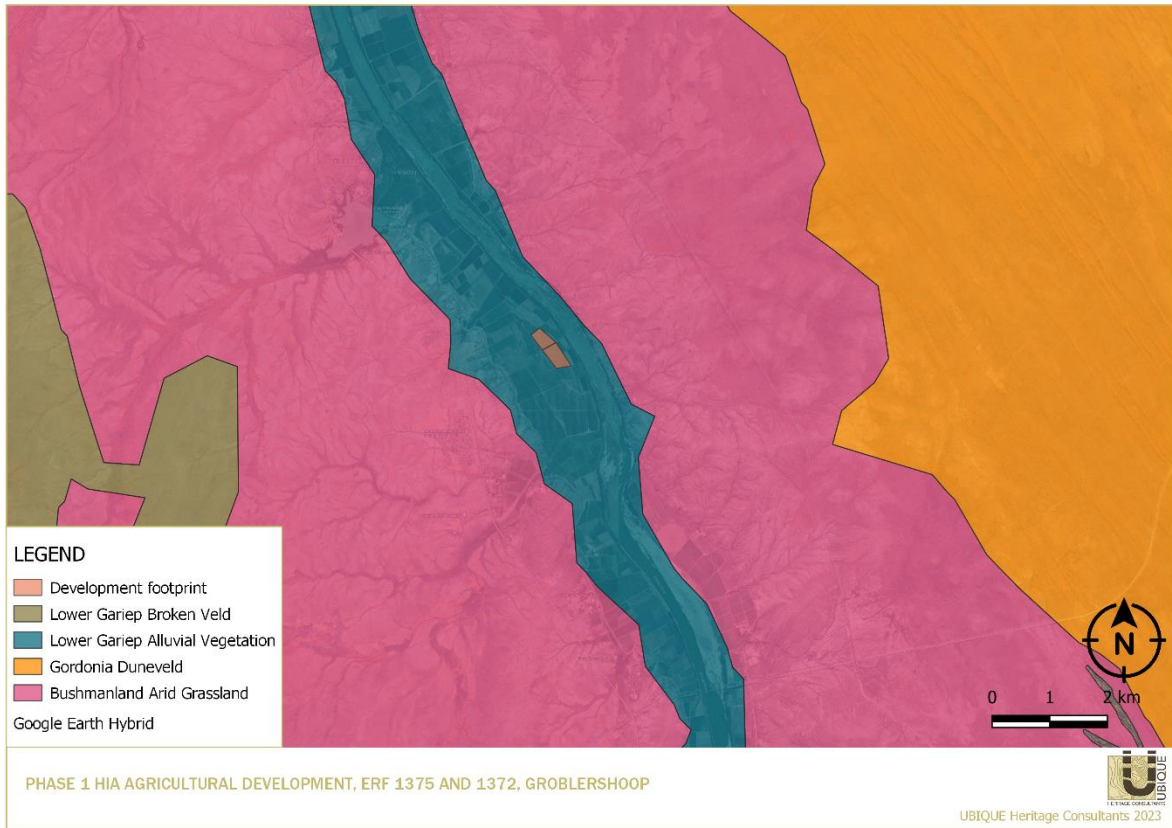 LEGEND
Development footprint
Lower Gariep Broken Veld
Lower Gariep Alluvial Vegetation
Gordonia Duneveld
Bushmanland Arid Grassland
Google Earth Hybrid
N
0 1 2 km
PHASE 1 HIA AGRICULTURAL DEVELOPMENT, ERF 1375 AND 1372, GROBLERSHOOP
UBIQUE
HERITAGE CONSULTANTS
UBIQUE Heritage Consultants 2023